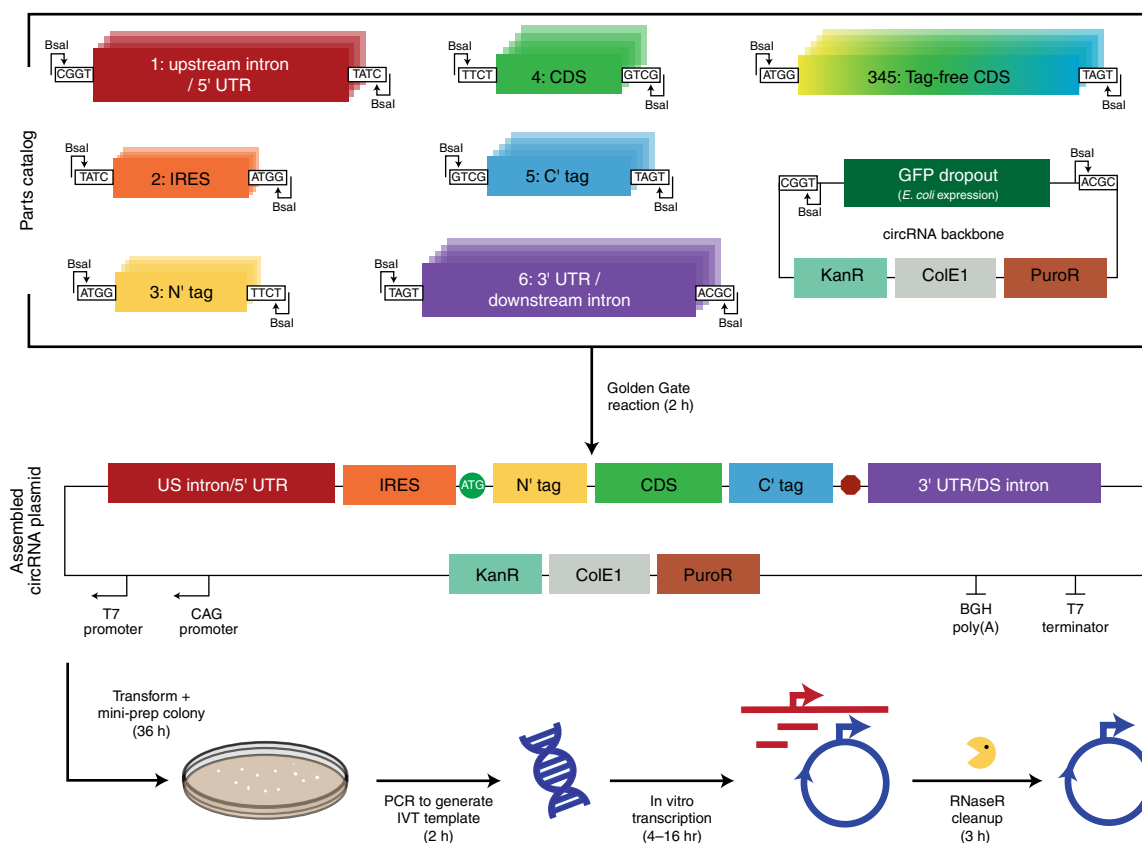 Parts catalog
BsaI
CGGT
1: upstream intron
/ 5' UTR
TATC
BsaI
BsaI
TTCT
4: CDS
GTCG
BsaI
BsaI
ATGG
345: Tag-free CDS
TAGT
BsaI
BsaI
TATC
2: IRES
ATGG
BsaI
BsaI
GTCG
5: C' tag
TAGT
BsaI
CGGT
BsaI
GFP dropout
(E. coli expression)
BsaI
ACGC
circRNA backbone
KanR
ColE1
PuroR
BsaI
ATGG
3: N' tag
TTCT
BsaI
BsaI
TAGT
6: 3' UTR /
downstream intron
ACGC
BsaI
Golden Gate
reaction (2 h)
Assembled
circRNA plasmid
US intron/5' UTR
IRES
ATG
N' tag
CDS
C' tag
3' UTR/DS intron
KanR
ColE1
PuroR
T7
promoter
CAG
promoter
BGH
poly(A)
T7
terminator
Transform +
mini-prep colony
(36 h)
PCR to generate
IVT template
(2 h)
In vitro
transcription
(4–16 hr)
RNaseR
cleanup
(3 h)